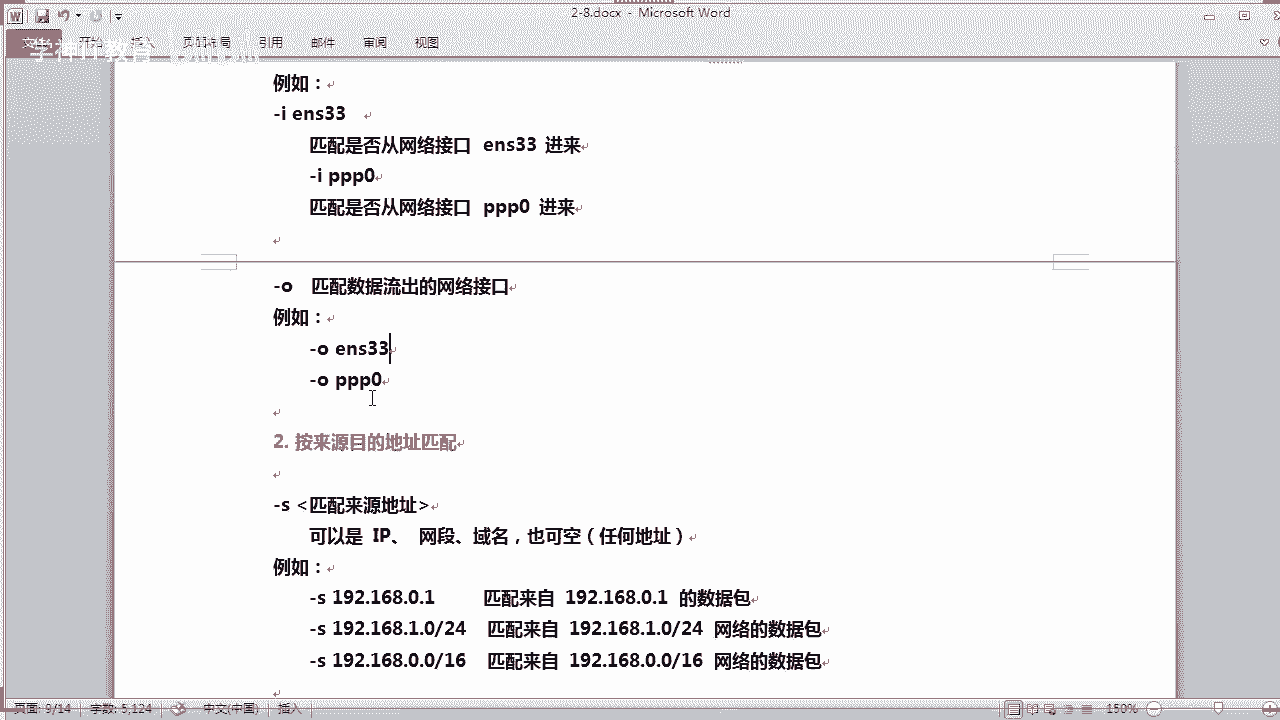 2-8.docx - Microsoft Word
学神IT教育
插入 页面布局 引用 邮件 审阅 视图
例如：
-i ens33
匹配是否从网络接口 ens33 进来
-i ppp0
匹配是否从网络接口 ppp0 进来
-o 匹配数据流出的网络接口
例如：
-o ens33
-o ppp0
2. 按来源目的地址匹配
-s <匹配来源地址>
可以是 IP、 网段、域名，也可空（任何地址）
例如：
-s 192.168.0.1 匹配来自 192.168.0.1 的数据包
-s 192.168.1.0/24 匹配来自 192.168.1.0/24 网络的数据包
-s 192.168.0.0/16 匹配来自 192.168.0.0/16 网络的数据包
页面: 9/14 字数: 5,124 中文(中国) 插入 150%